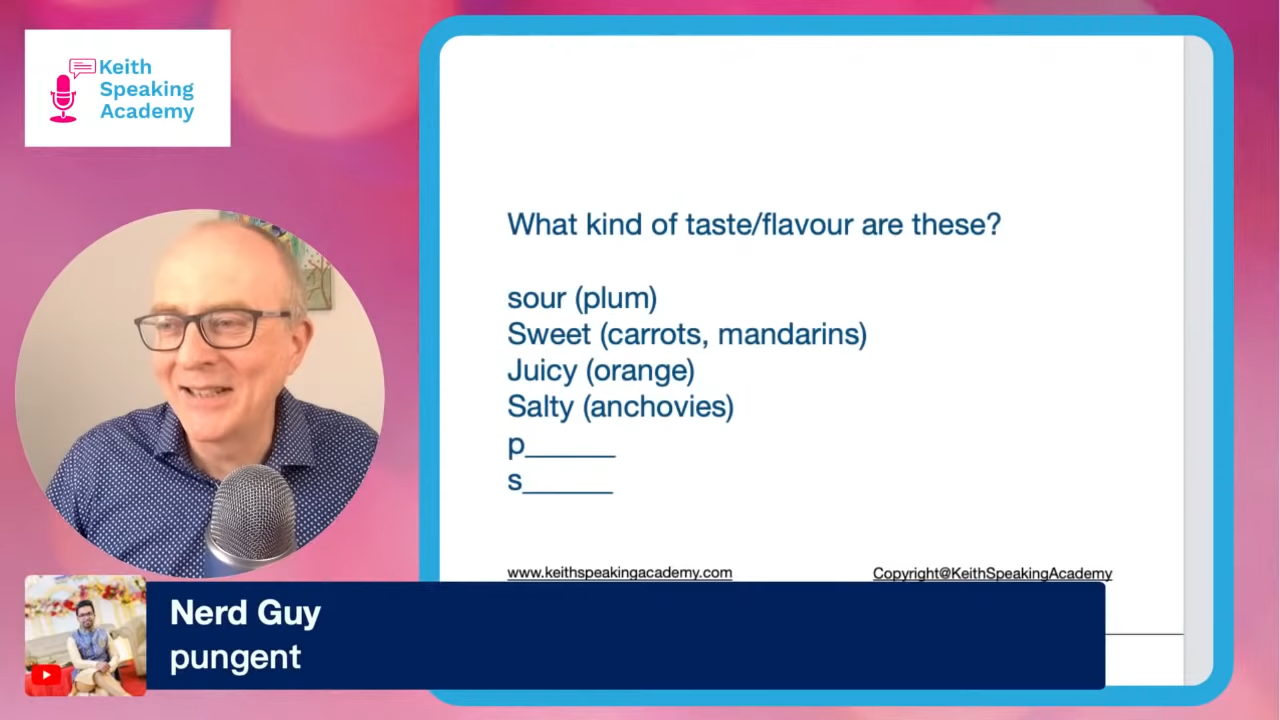 Keith
Speaking
Academy
What kind of taste/flavour are these?
sour (plum)
Sweet (carrots, mandarins)
Juicy (orange)
Salty (anchovies)
p______
s______
www.keithspeakingacademy.com
Copyright@KeithSpeakingAcademy
Nerd Guy
pungent